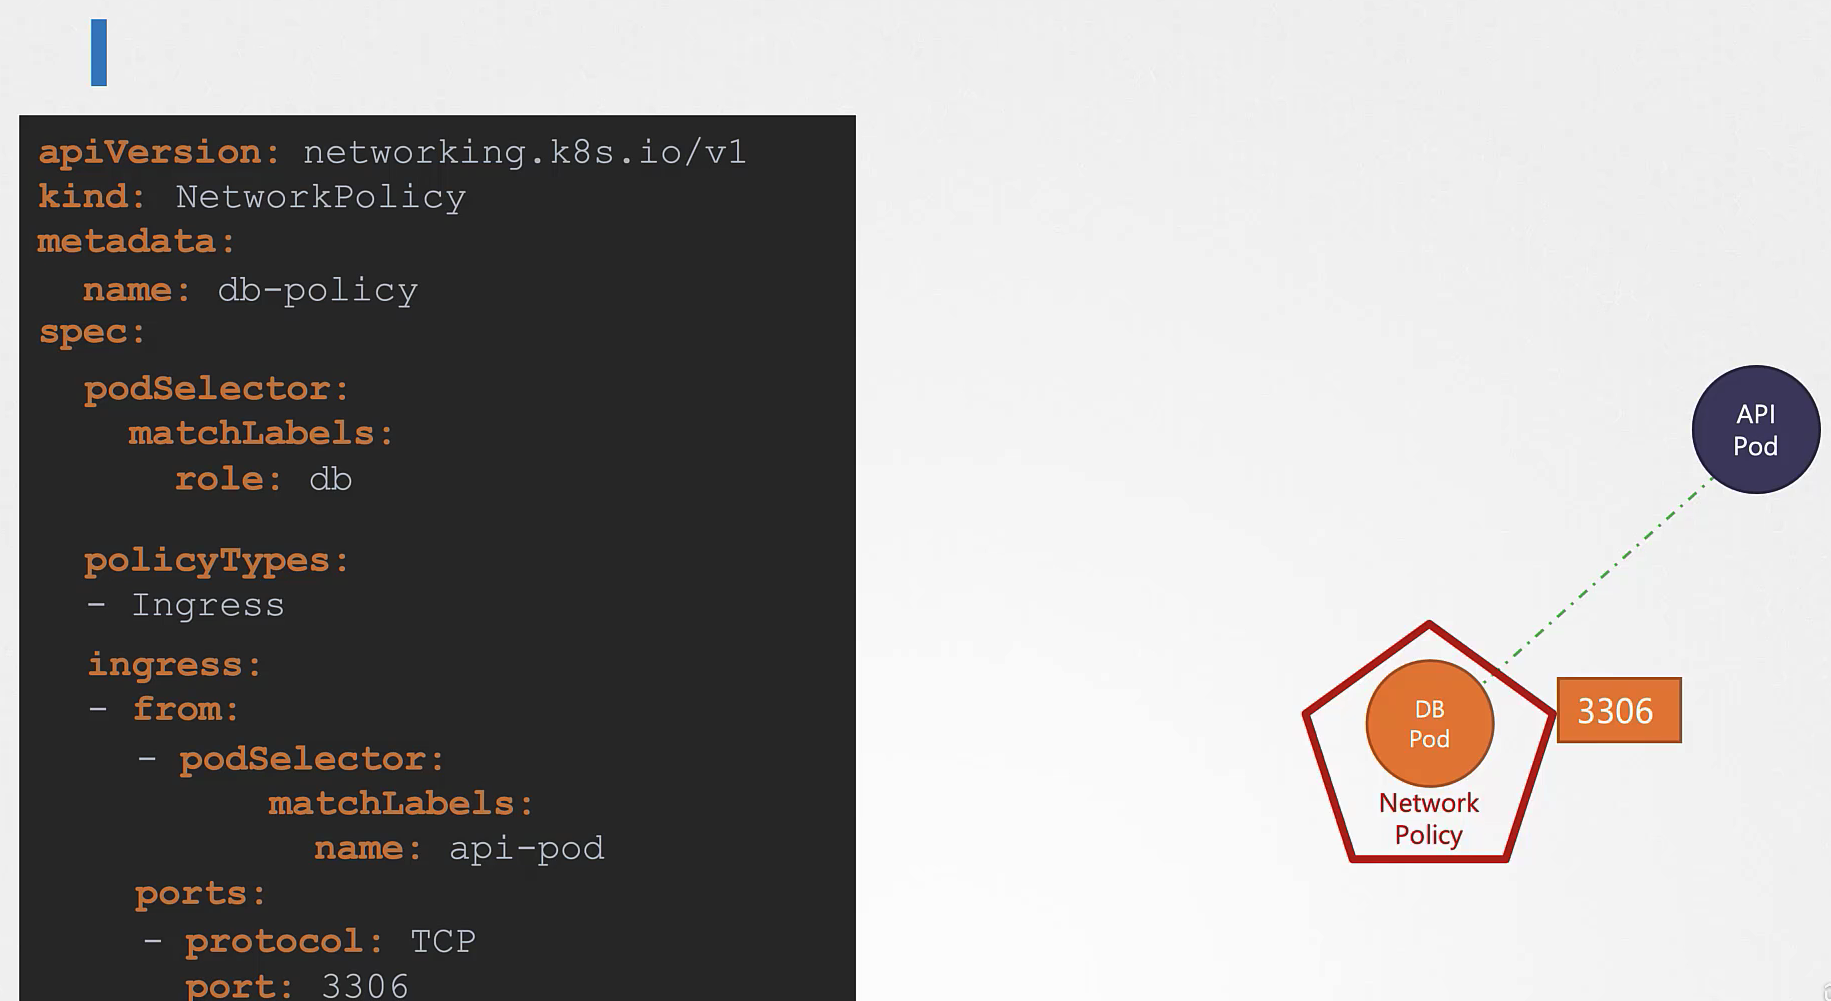 apiVersion: networking.k8s.io/v1
kind: NetworkPolicy
metadata:
  name: db-policy
spec:
  podSelector:
    matchLabels:
      role: db
  policyTypes:
  - Ingress
  ingress:
  - from:
    - podSelector:
        matchLabels:
          name: api-pod
    ports:
    - protocol: TCP
      port: 3306
API
Pod
DB
Pod
3306
Network
Policy